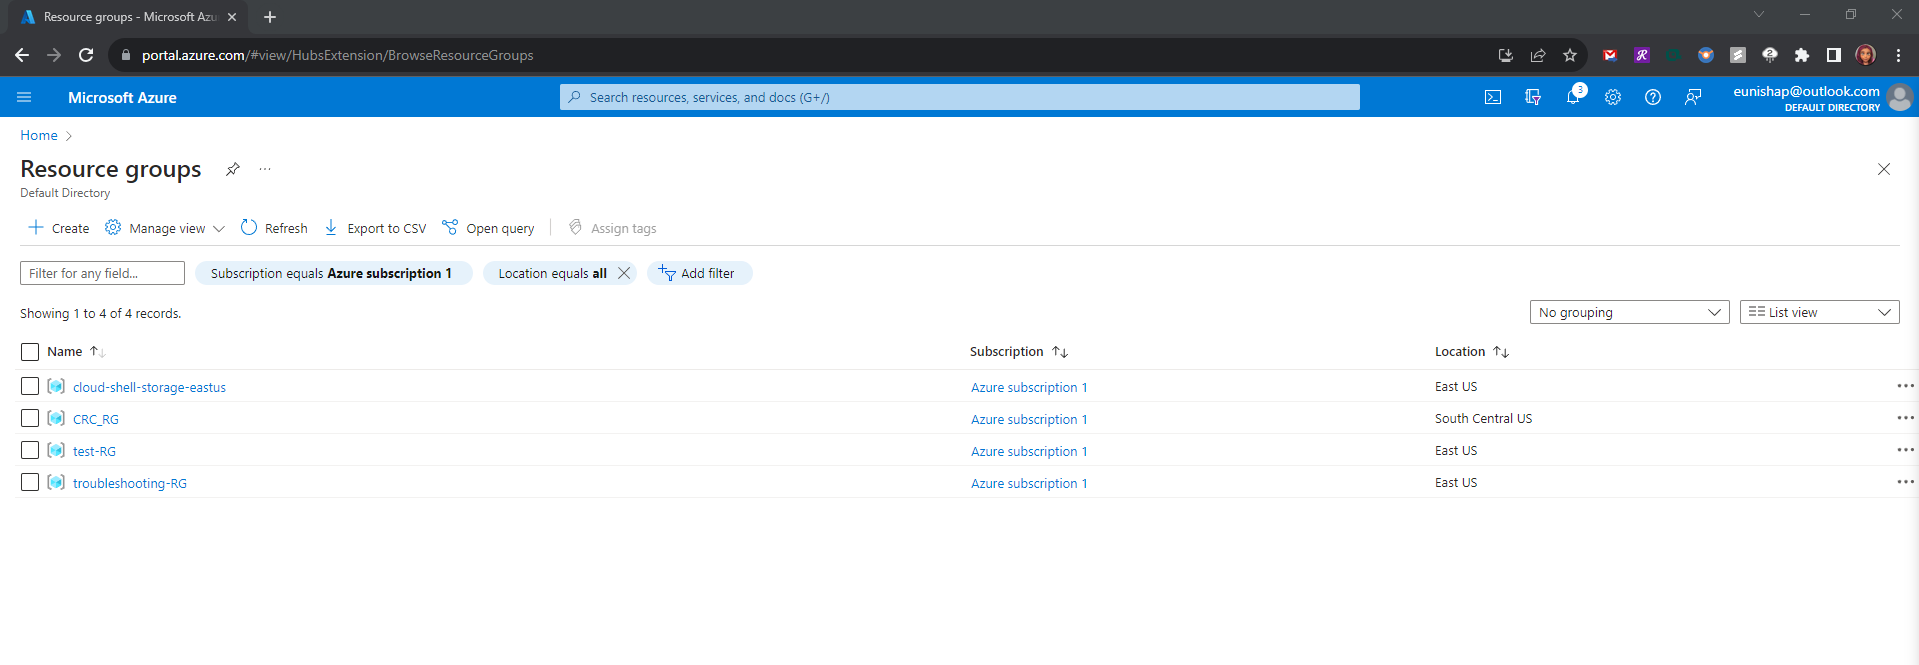 Resource groups - Microsoft Azu
portal.azure.com/#view/HubsExtension/BrowseResourceGroups
Microsoft Azure
Search resources, services, and docs (G+/)
3
eunishap@outlook.com
DEFAULT DIRECTORY
Home
Resource groups
Default Directory
Create
Manage view
Refresh
Export to CSV
Open query
Assign tags
Filter for any field...
Subscription equals Azure subscription 1
Location equals all
Add filter
Showing 1 to 4 of 4 records.
No grouping
List view
Name Subscription Location
cloud-shell-storage-eastus Azure subscription 1 East US
CRC_RG Azure subscription 1 South Central US
test-RG Azure subscription 1 East US
troubleshooting-RG Azure subscription 1 East US